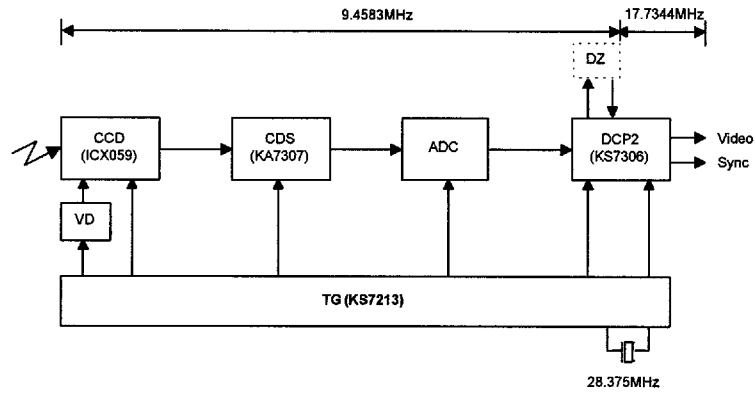 9.4583MHz
17.7344MHz
DZ
CCD
(ICX059)
CDS
(KA7307)
ADC
DCP2
(KS7306)
Video
Sync
VD
TG (KS7213)
28.375MHz